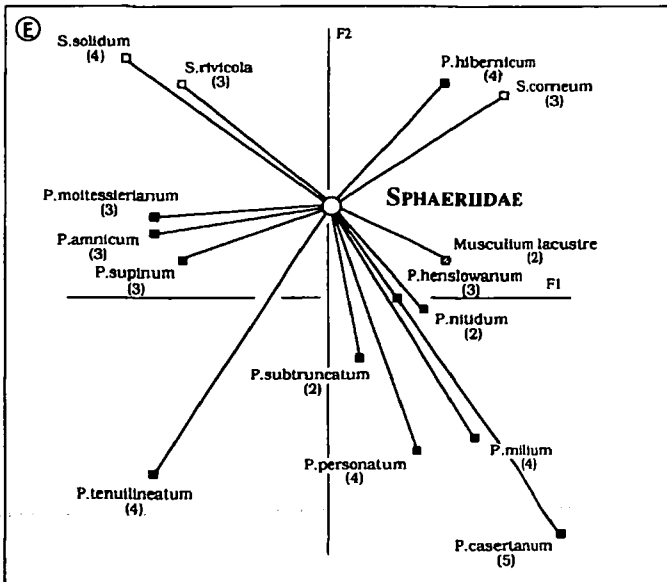 E
F2
S.solidum
(4)
S.rivicola
(3)
P.hibernicum
(4)
S.corneum
(3)
SPHAERIIDAE
P.moitessierianum
(3)
P.amnicum
(3)
P.supinum
(3)
Musculium lacustre
(2)
P.henslowanum
(3)
F1
P.nitidum
(2)
P.subtruncatum
(2)
P.personatum
(4)
P.milium
(4)
P.tenuilineatum
(4)
P.casertanum
(5)